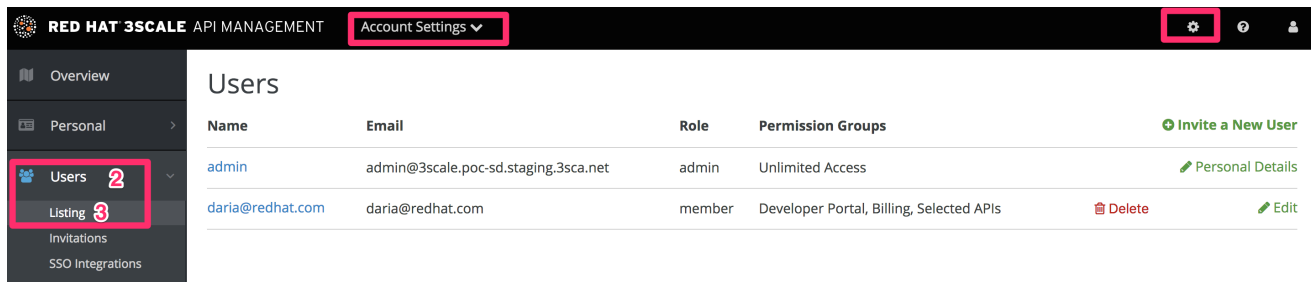 RED HAT 3SCALE API MANAGEMENT Account Settings
Overview
Personal
Users 2
Listing 3
Invitations
SSO Integrations
Users
Name Email Role Permission Groups Invite a New User
admin admin@3scale.poc-sd.staging.3sca.net admin Unlimited Access Personal Details
daria@redhat.com daria@redhat.com member Developer Portal, Billing, Selected APIs Delete Edit